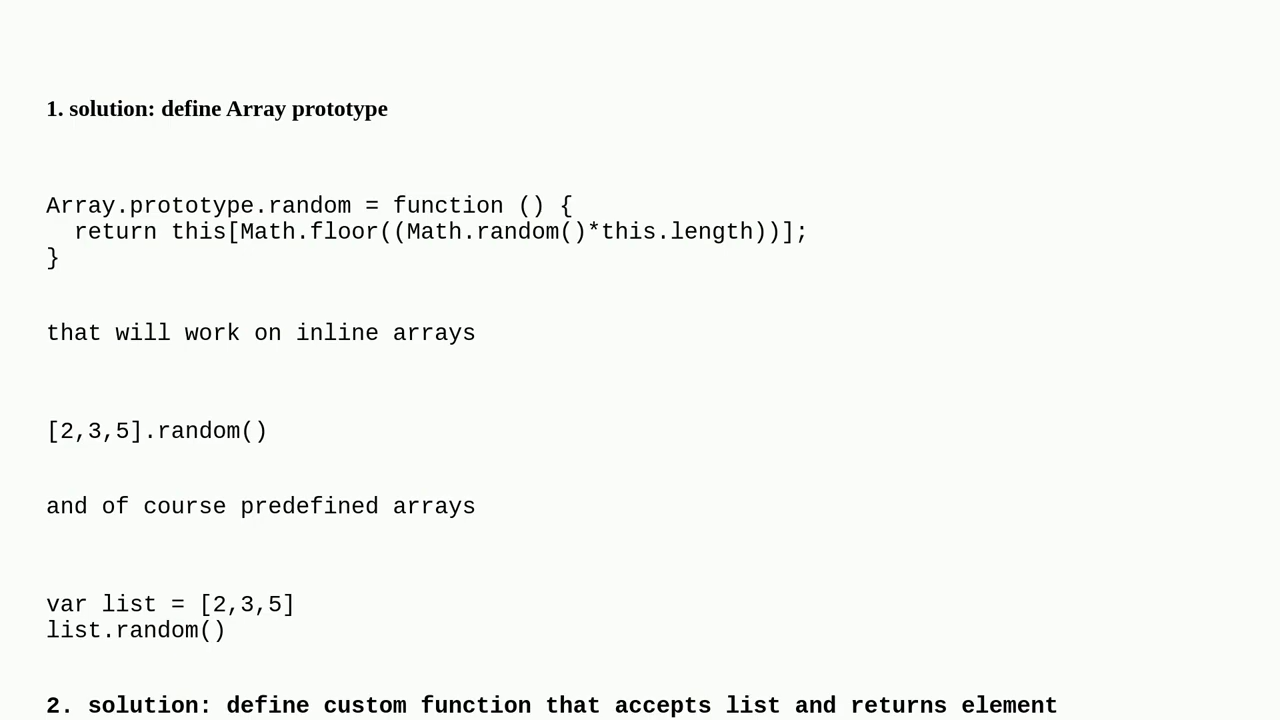 1. solution: define Array prototype
Array.prototype.random = function () {
  return this[Math.floor((Math.random()*this.length))];
}
that will work on inline arrays
[2,3,5].random()
and of course predefined arrays
var list = [2,3,5]
list.random()
2. solution: define custom function that accepts list and returns element